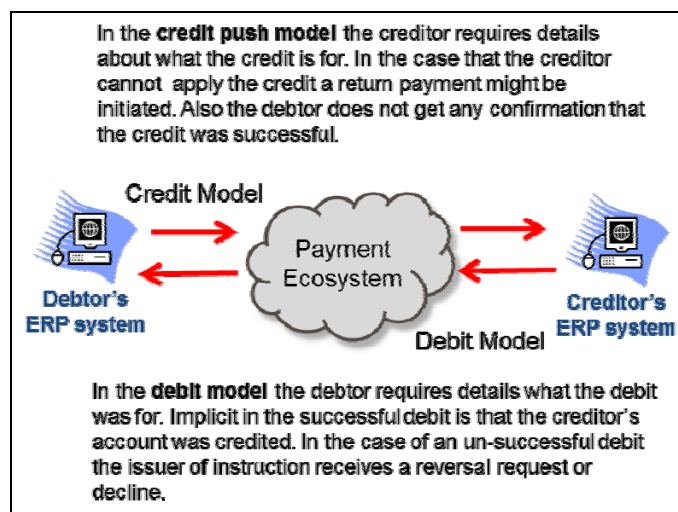 In the credit push model the creditor requires details
about what the credit is for. In the case that the creditor
cannot apply the credit a return payment might be
initiated. Also the debtor does not get any confirmation that
the credit was successful.
Credit Model
Payment
Ecosystem
Debtor's
ERP system
Creditor's
ERP system
Debit Model
In the debit model the debtor requires details what the debit
was for. Implicit in the successful debit is that the creditor's
account was credited. In the case of an un-successful debit
the issuer of instruction receives a reversal request or
decline.